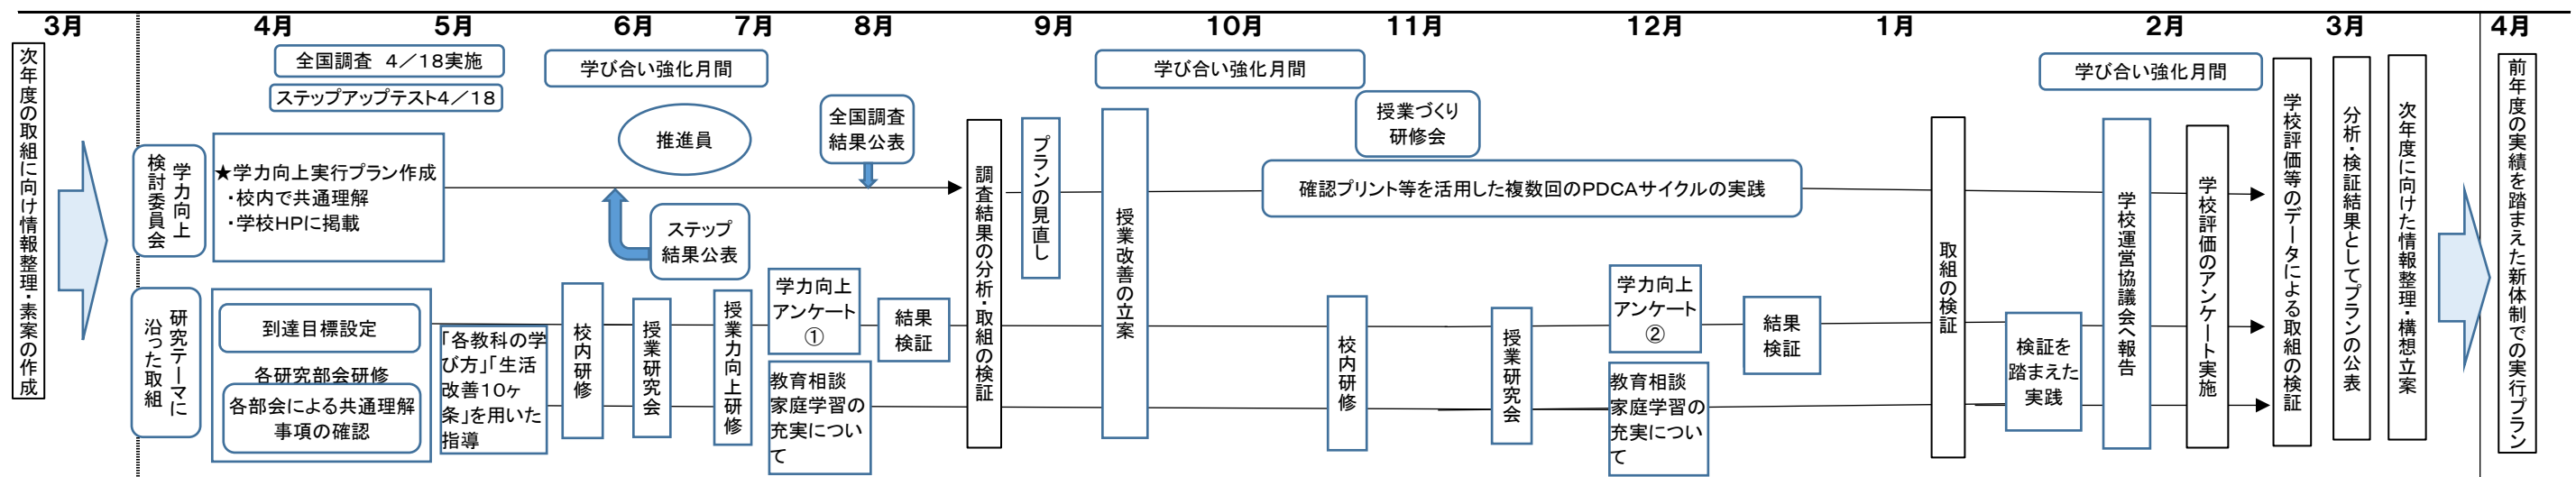 3月
4月
5月
6月
7月
8月
9月
10月
11月
12月
1月
2月
3月
4月
次年度の取組に向け情報整理・素案の作成
全国調査 4/18実施
ステップアップテスト4/18
学び合い強化月間
学び合い強化月間
学び合い強化月間
学力向上
検討委員会
★学力向上実行プラン作成
・校内で共通理解
・学校HPに掲載
推進員
全国調査
結果公表
ステップ
結果公表
調査結果の分析・取組の検証
プランの見直し
授業改善の立案
授業づくり
研修会
確認プリント等を活用した複数回のPDCAサイクルの実践
研究テーマに
沿った取組
到達目標設定
各研究部会研修
各部会による共通理解
事項の確認
「各教科の学
び方」「生活
改善10ヶ
条」を用いた
指導
校内研修
授業研究会
授業力向上研修
学力向上
アンケート
①
結果
検証
教育相談
家庭学習の
充実につい
て
校内研修
授業研究会
学力向上
アンケート
②
結果
検証
教育相談
家庭学習の
充実につい
て
取組の検証
検証を
踏まえた
実践
学校運営協議会へ報告
学校評価のアンケート実施
学校評価等のデータによる取組の検証
分析・検証結果としてプランの公表
次年度に向けた情報整理・構想立案
前年度の実績を踏まえた新体制での実行プラン